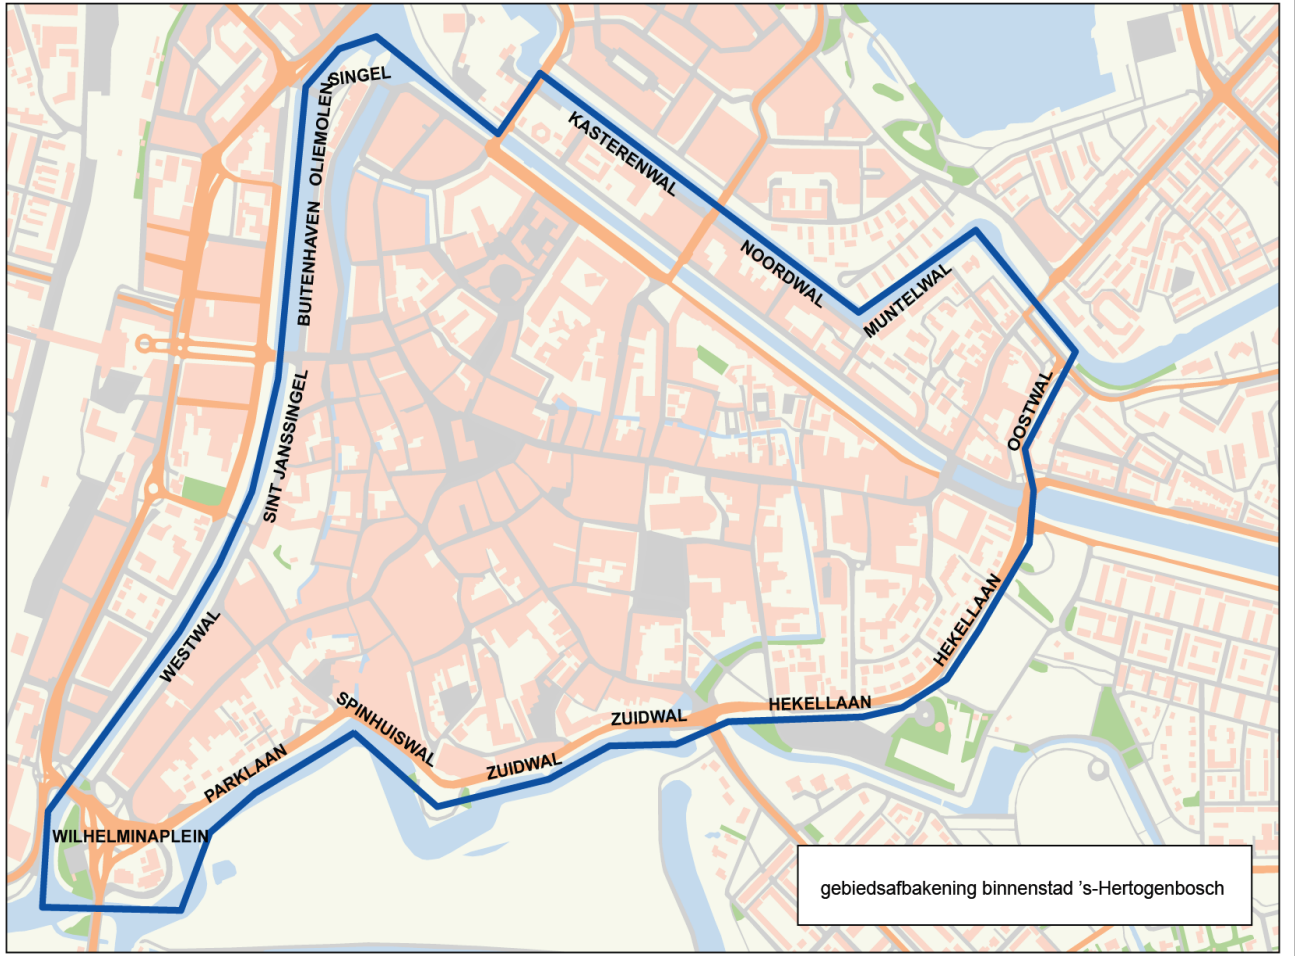 SINGEL
OLIEMOLEN
KASTERENWAL
BUITENHAVEN
NOORDWAL
MUNTELWAL
SINT JANSSINGEL
OOSTWAL
WESTWAL
HEKELLAAN
SPINHUISWAL
ZUIDWAL
HEKELLAAN
PARKLAAN
ZUIDWAL
WILHELMINAPLEIN
gebiedsafbakening binnenstad 's-Hertogenbosch